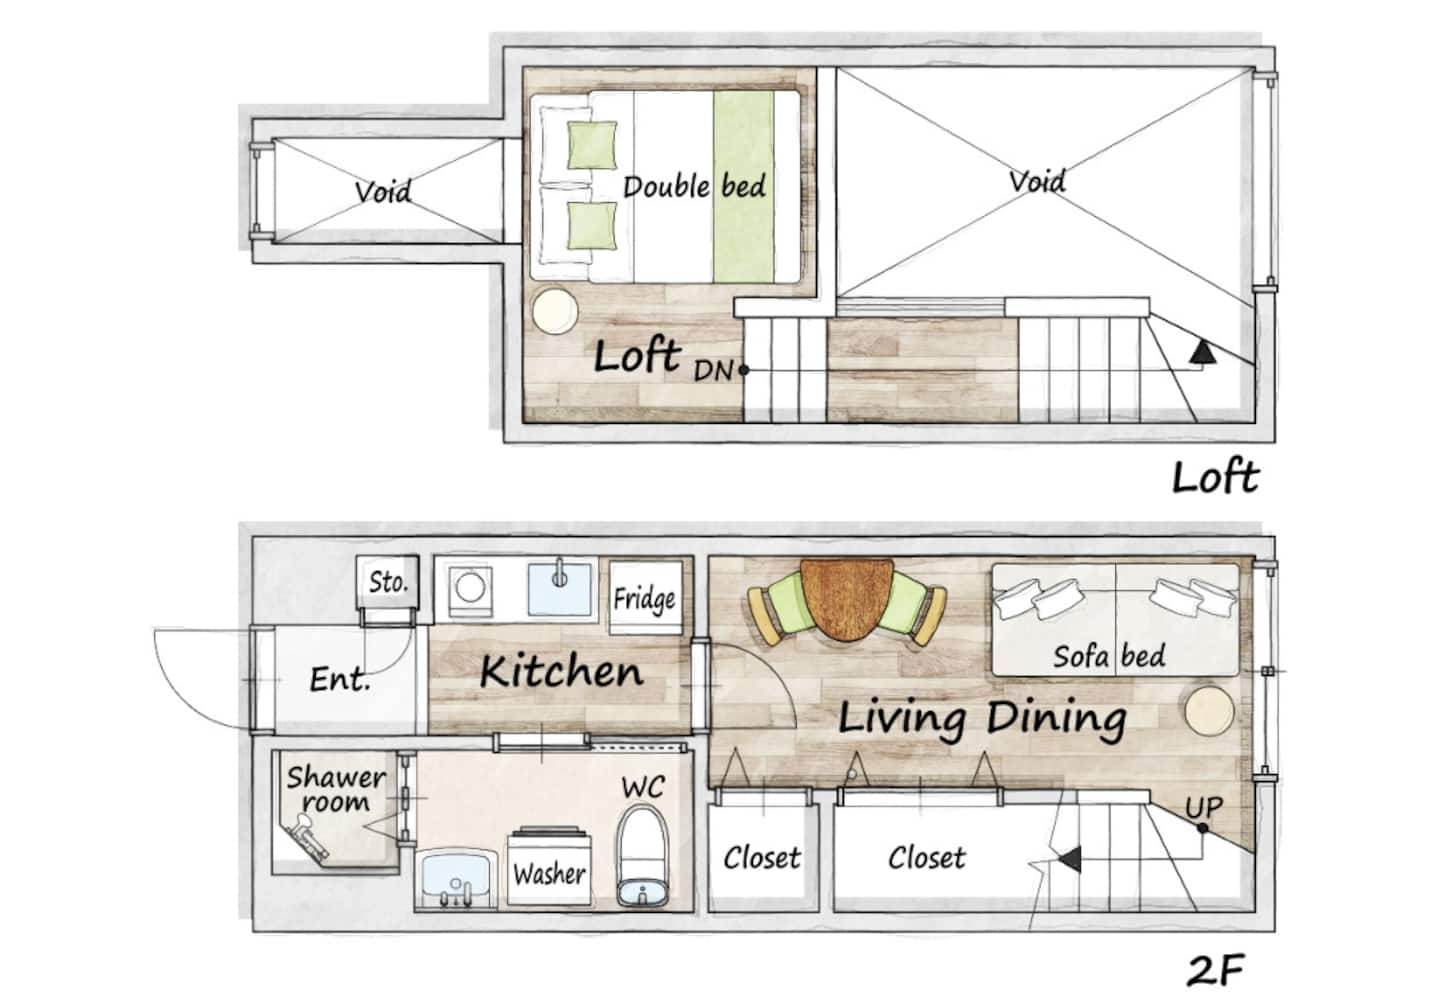 Void
Double bed
Void
Loft
DN
Loft
Sto.
Fridge
Ent.
Kitchen
Sofa bed
Living Dining
Shawer
room
WC
Washer
Closet
Closet
UP
2F